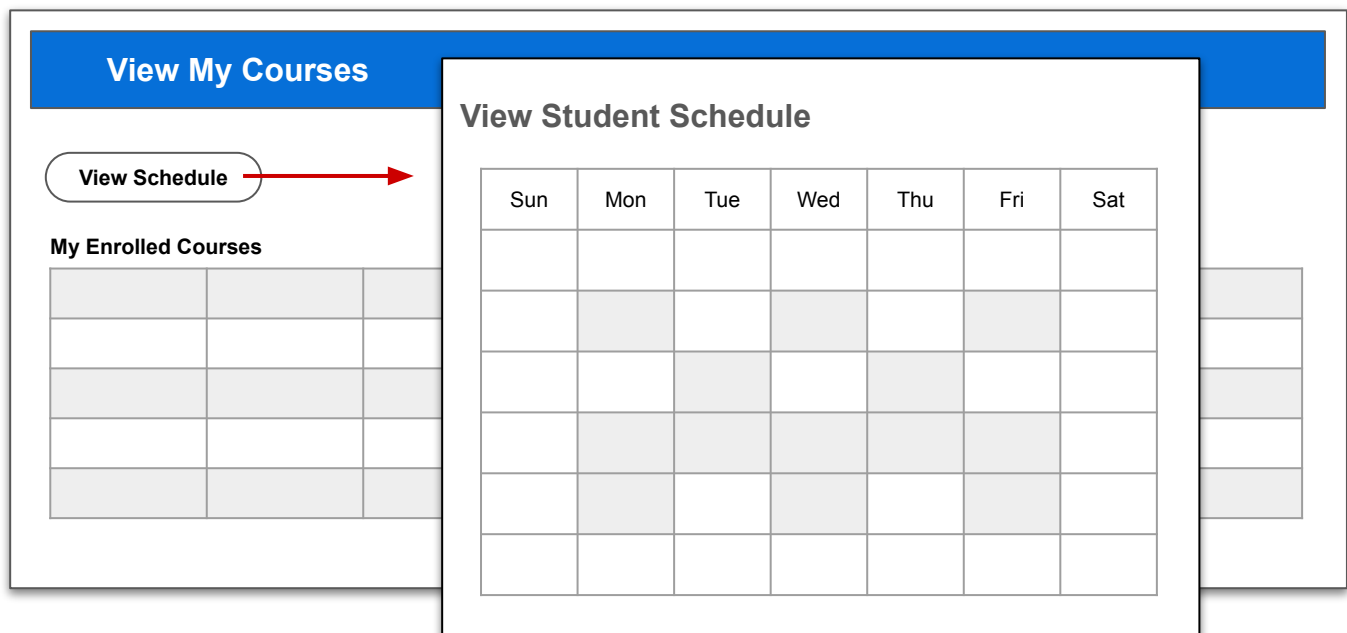 View My Courses
View Student Schedule
View Schedule
Sun Mon Tue Wed Thu Fri Sat
My Enrolled Courses